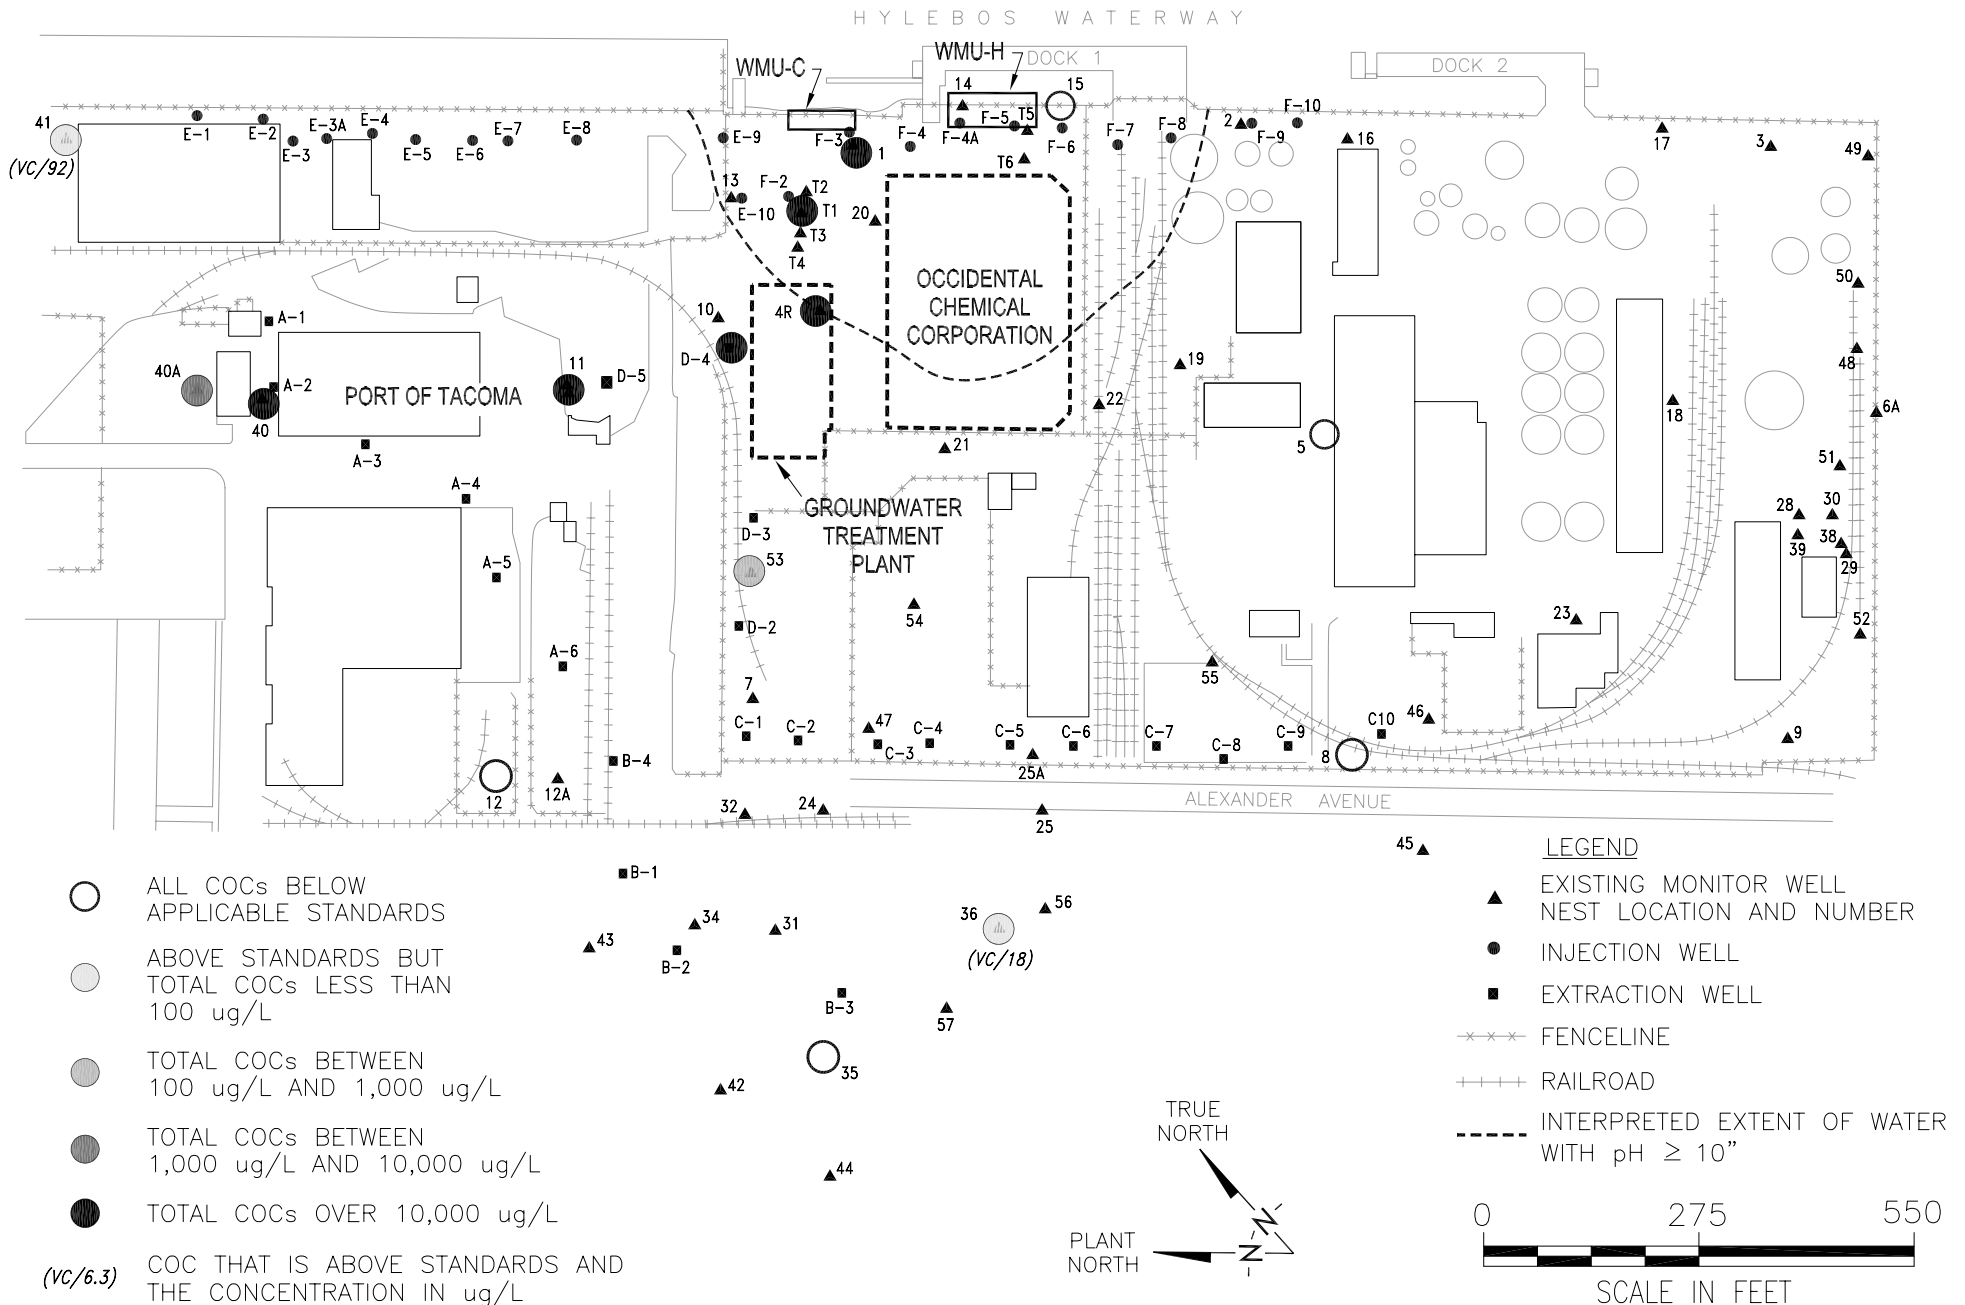 HYLEBOS WATERWAY
WMU-C
WMU-H
DOCK 1
DOCK 2
14
15
41
(VC/92)
E-1
E-2
E-3
E-3A
E-4
E-5
E-6
E-7
E-8
E-9
F-3
1
F-4
F-4A
F-5
T5
F-6
T6
F-7
F-8
2
F-9
F-10
16
17
3
49
13
E-10
F-2
T2
T1
T3
T4
20
OCCIDENTAL
CHEMICAL
CORPORATION
50
A-1
10
4R
D-4
48
40A
A-2
40
PORT OF TACOMA
11
D-5
19
22
5
18
6A
A-3
21
51
A-4
GROUNDWATER
TREATMENT
PLANT
D-3
28
30
39
38
29
A-5
53
54
23
52
D-2
A-6
55
7
C-1
C-2
47
C-3
C-4
C-5
C-6
25A
C-7
C-8
C-9
C10
46
8
9
12
12A
B-4
32
24
25
ALEXANDER AVENUE
45
B-1
34
31
36
(VC/18)
56
43
B-2
B-3
57
35
42
44
ALL COCs BELOW
APPLICABLE STANDARDS
ABOVE STANDARDS BUT
TOTAL COCs LESS THAN
100 ug/L
TOTAL COCs BETWEEN
100 ug/L AND 1,000 ug/L
TOTAL COCs BETWEEN
1,000 ug/L AND 10,000 ug/L
TOTAL COCs OVER 10,000 ug/L
(VC/6.3)
COC THAT IS ABOVE STANDARDS AND
THE CONCENTRATION IN ug/L
TRUE
NORTH
PLANT
NORTH
N
N
LEGEND
EXISTING MONITOR WELL
NEST LOCATION AND NUMBER
INJECTION WELL
EXTRACTION WELL
FENCELINE
RAILROAD
INTERPRETED EXTENT OF WATER
WITH pH ≥ 10”
0 275 550
SCALE IN FEET